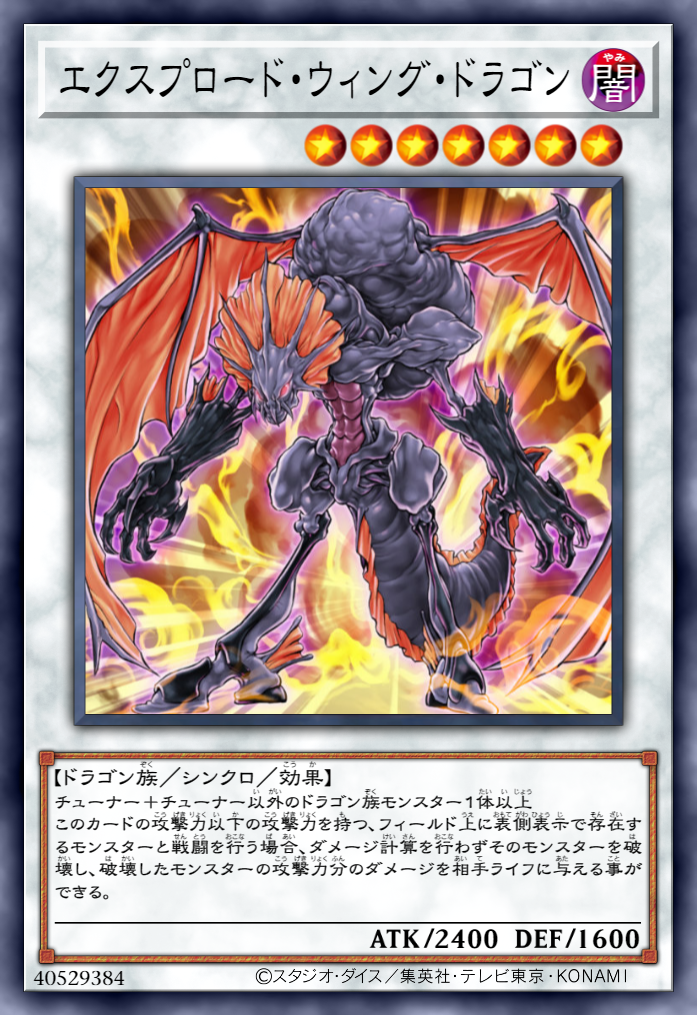 エクスプロード・ウィング・ドラゴン
やみ
闇
【ドラゴン族／シンクロ／効果】
チューナー＋チューナー以外のドラゴン族モンスター1体以上
このカードの攻撃力以下の攻撃力を持つ、フィールド上に表側表示で存在す
るモンスターと戦闘を行う場合、ダメージ計算を行わずそのモンスターを破
壊し、破壊したモンスターの攻撃力分のダメージを相手ライフに与える事が
できる。
ATK/2400 DEF/1600
40529384 ©スタジオ・ダイス／集英社・テレビ東京・KONAMI